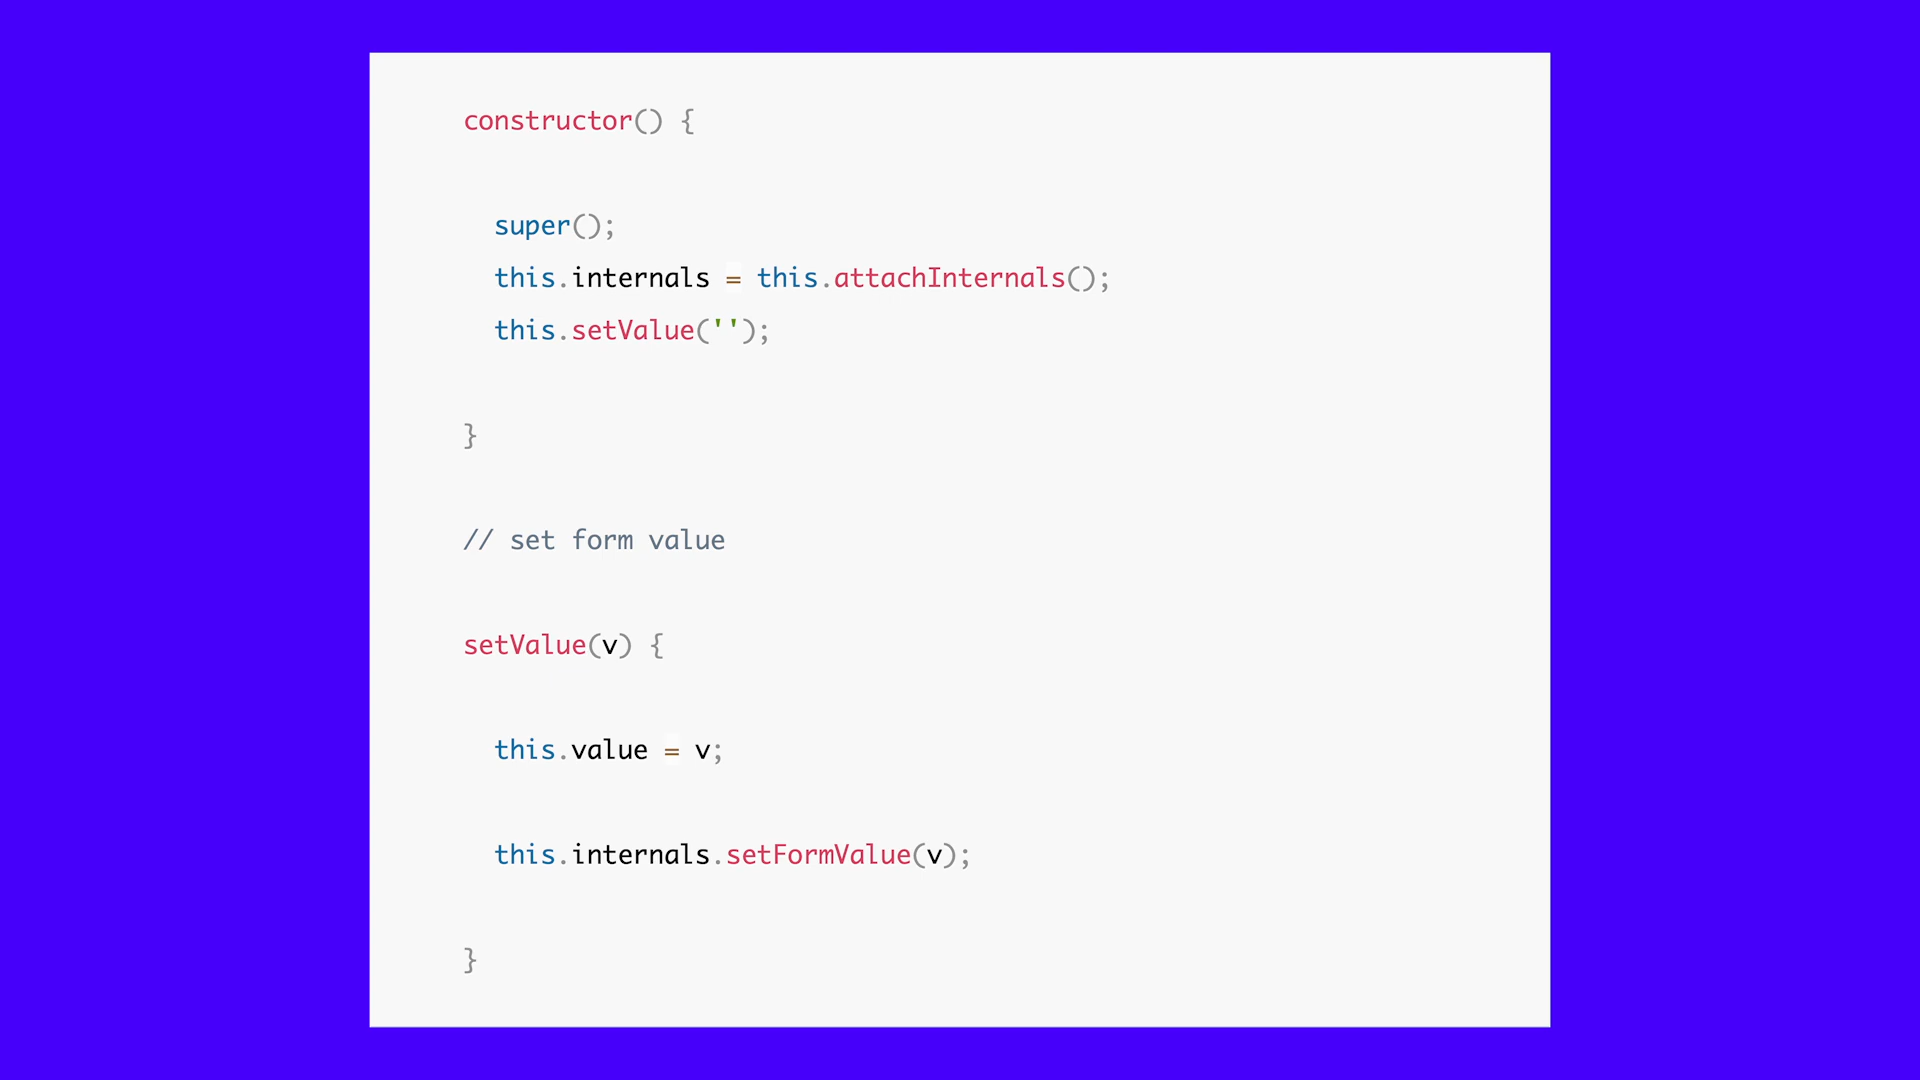 constructor() {
super();
this.internals = this.attachInternals();
this.setValue('');
}
// set form value
setValue(v) {
this.value = v;
this.internals.setFormValue(v);
}